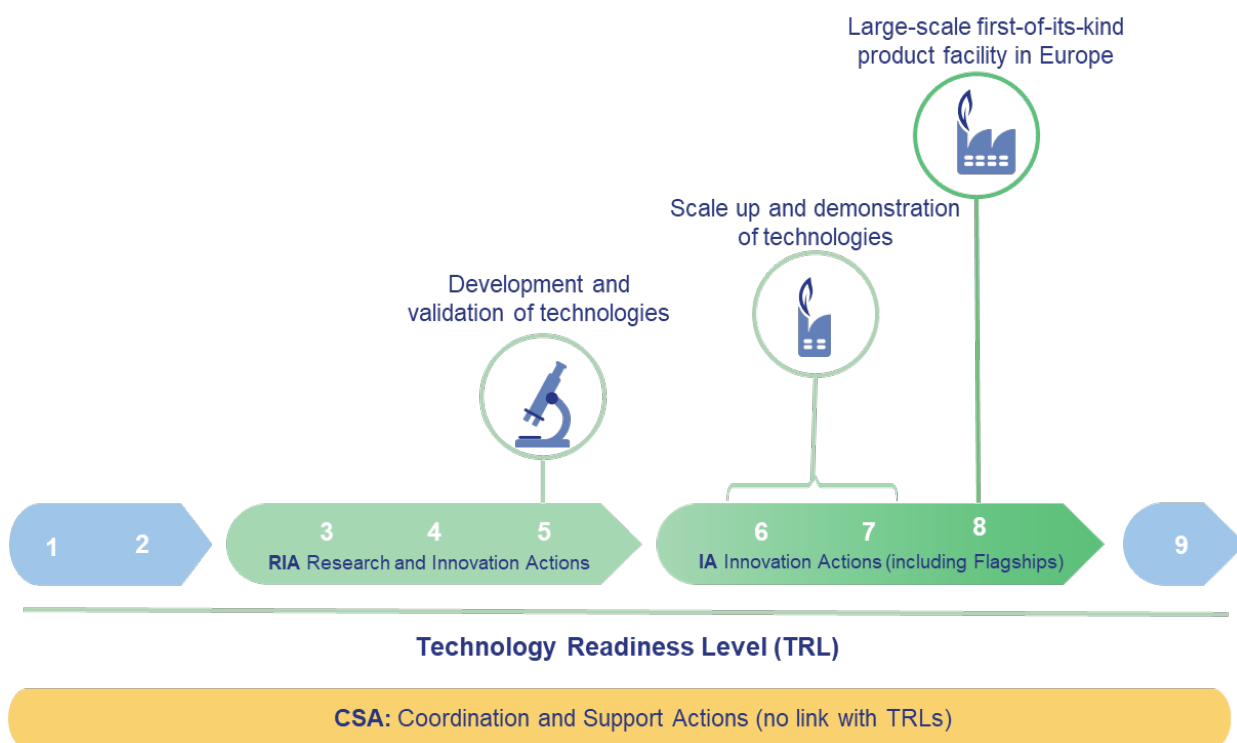 Large-scale first-of-its-kind
product facility in Europe
Scale up and demonstration
of technologies
Development and
validation of technologies
1 2 3 4 5 6 7 8 9
RIA Research and Innovation Actions
IA Innovation Actions (including Flagships)
Technology Readiness Level (TRL)
CSA: Coordination and Support Actions (no link with TRLs)